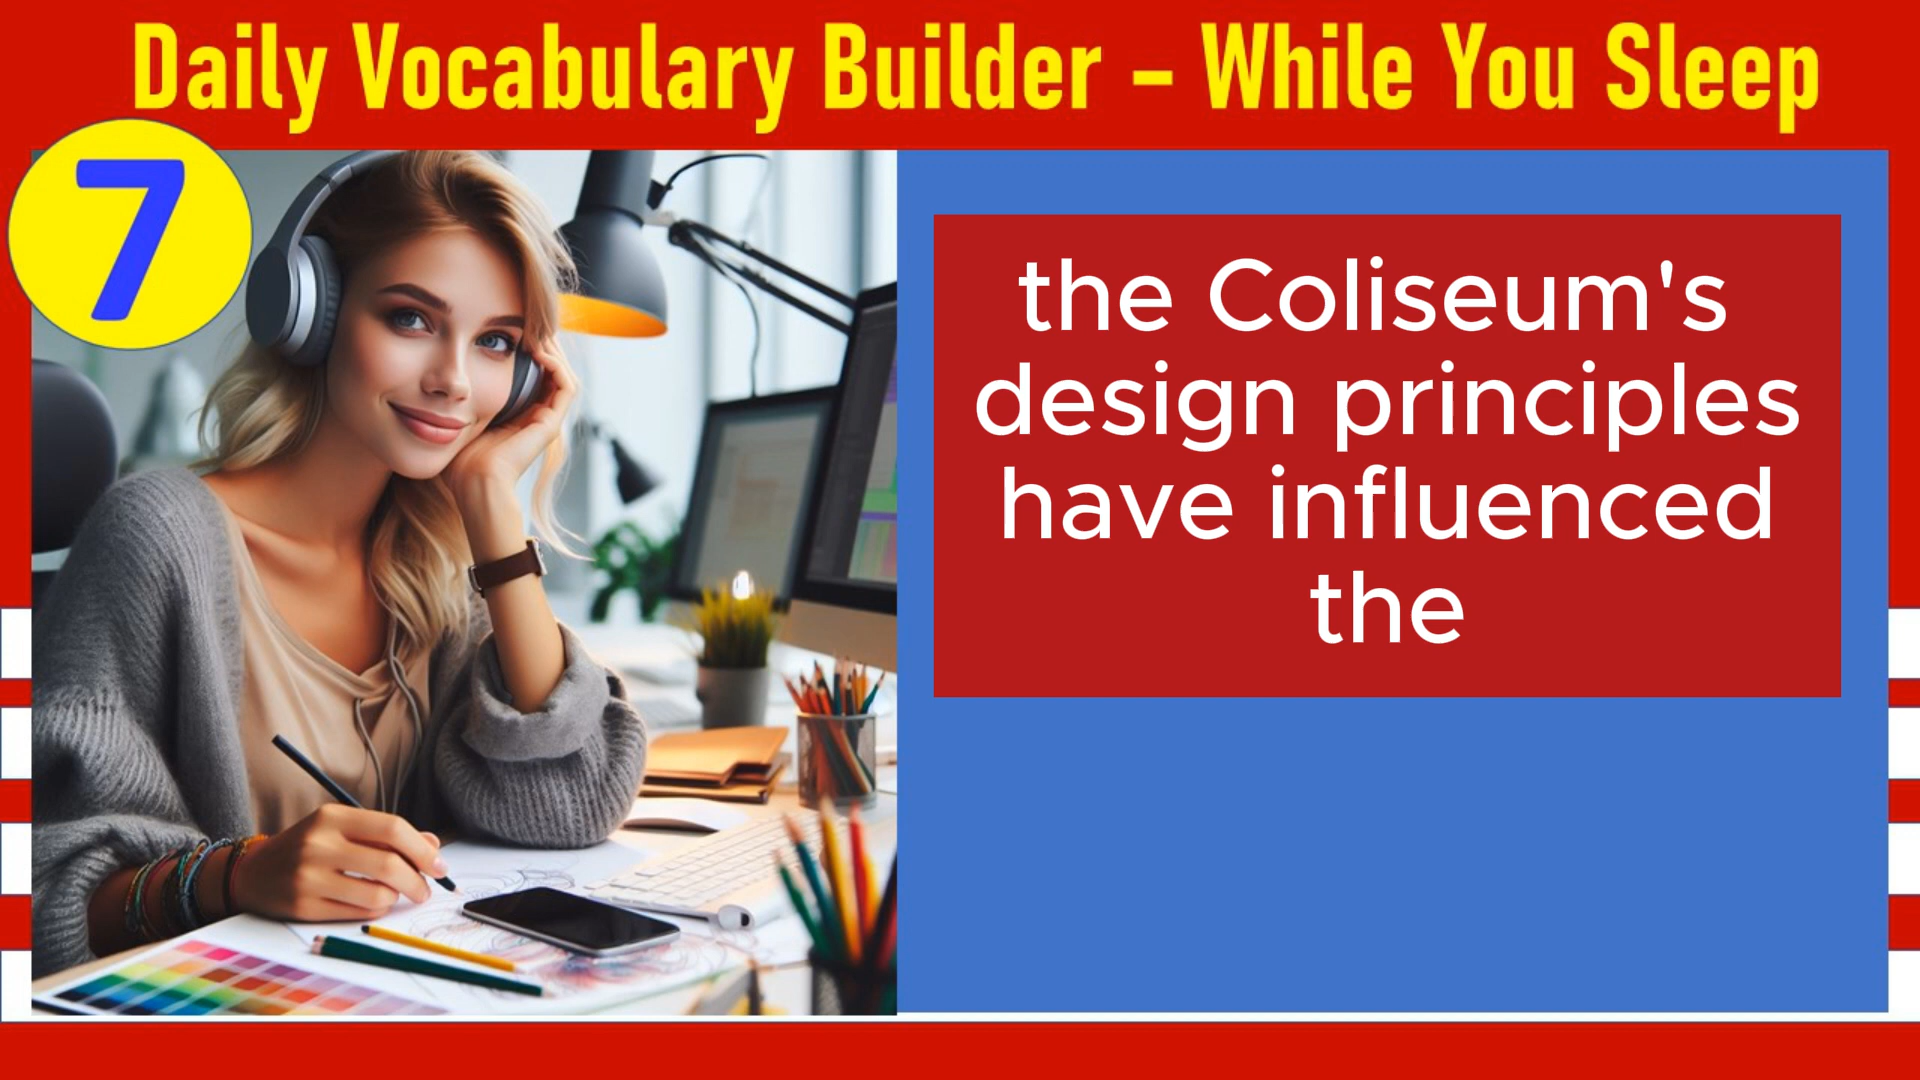 Daily Vocabulary Builder – While You Sleep
7
the Coliseum's
design principles
have influenced
the